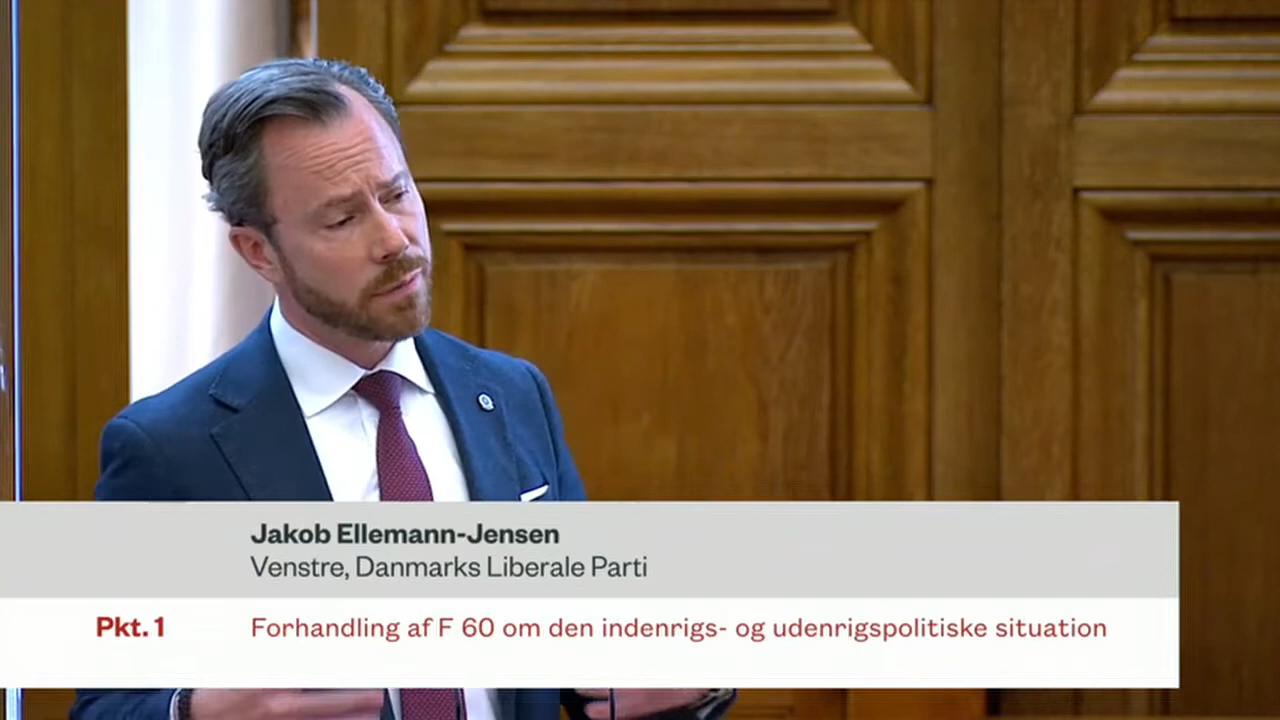 Jakob Ellemann-Jensen
Venstre, Danmarks Liberale Parti
Pkt. 1 Forhandling af F 60 om den indenrigs- og udenrigspolitiske situation